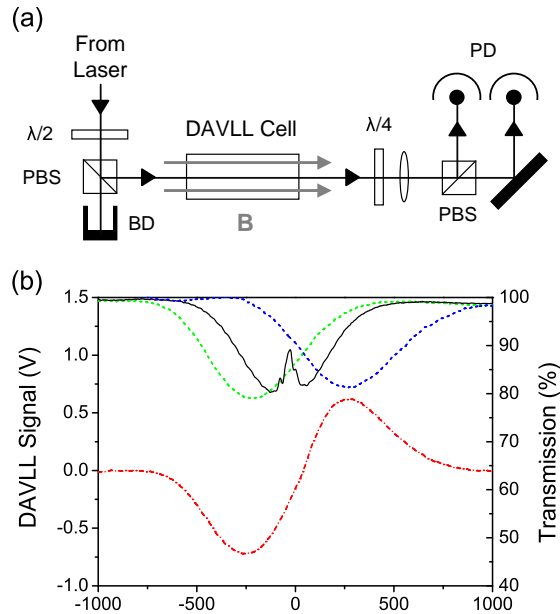 (a)
From
Laser
PD
λ/2
DAVLL Cell
λ/4
PBS
B
BD
PBS
(b)
DAVLL Signal (V)
1.5
1.0
0.5
0.0
-0.5
-1.0
100
90
80
70
60
50
40
Transmission (%)
-1000
-500
0
500
1000